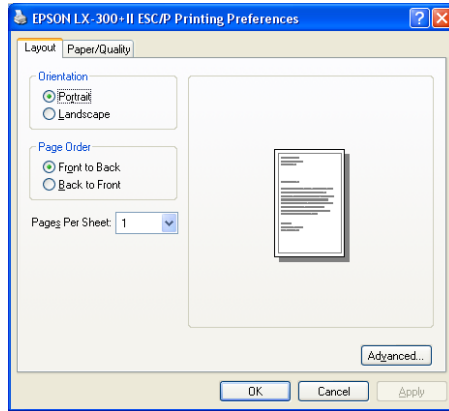 EPSON LX-300+II ESC/P Printing Preferences
Layout Paper/Quality
Orientation
Portrait
Landscape
Page Order
Front to Back
Back to Front
Pages Per Sheet: 1
Advanced...
OK Cancel Apply